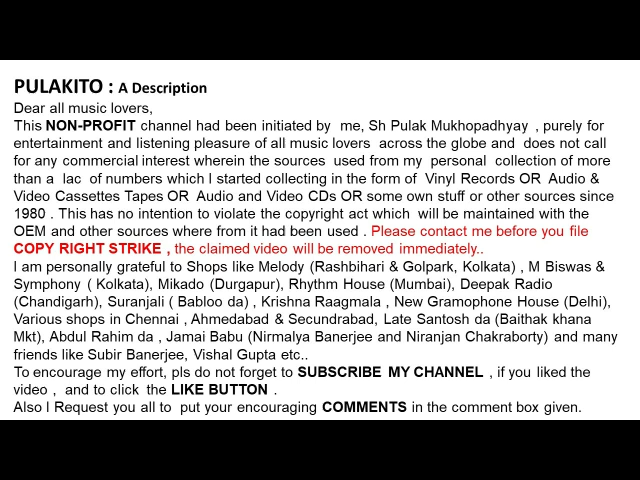 PULAKITO : A Description
Dear all music lovers,
This NON-PROFIT channel had been initiated by me, Sh Pulak Mukhopadhyay , purely for
entertainment and listening pleasure of all music lovers across the globe and does not call
for any commercial interest wherein the sources used from my personal collection of more
than a lac of numbers which I started collecting in the form of Vinyl Records OR Audio &
Video Cassettes Tapes OR Audio and Video CDs OR some own stuff or other sources since
1980 . This has no intention to violate the copyright act which will be maintained with the
OEM and other sources where from it had been used . Please contact me before you file
COPY RIGHT STRIKE , the claimed video will be removed immediately..
I am personally grateful to Shops like Melody (Rashbihari & Golpark, Kolkata) , M Biswas &
Symphony ( Kolkata), Mikado (Durgapur), Rhythm House (Mumbai), Deepak Radio
(Chandigarh), Suranjali ( Babloo da) , Krishna Raagmala , New Gramophone House (Delhi),
Various shops in Chennai , Ahmedabad & Secundrabad, Late Santosh da (Baithak khana
Mkt), Abdul Rahim da , Jamai Babu (Nirmalya Banerjee and Niranjan Chakraborty) and many
friends like Subir Banerjee, Vishal Gupta etc..
To encourage my effort, pls do not forget to SUBSCRIBE MY CHANNEL , if you liked the
video , and to click the LIKE BUTTON .
Also I Request you all to put your encouraging COMMENTS in the comment box given.